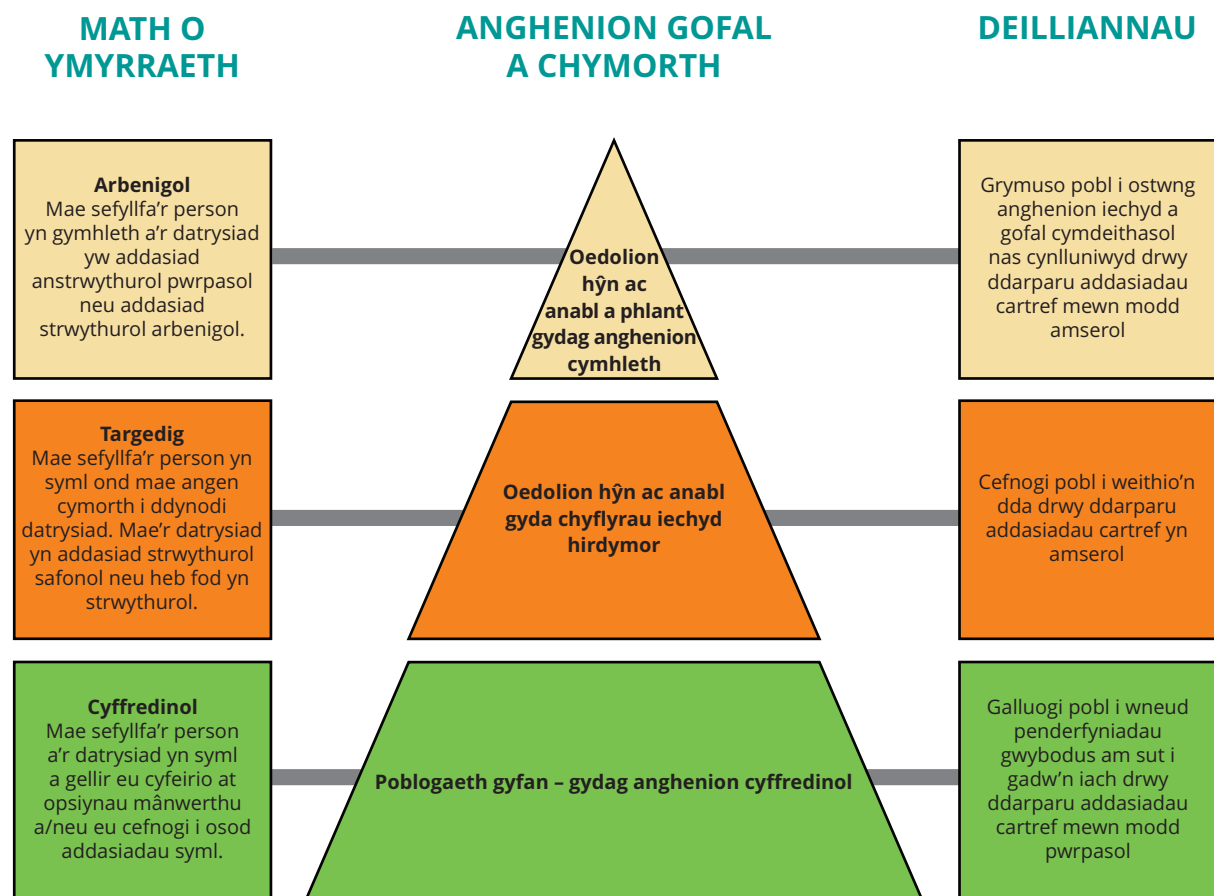 MATH O
YMYRRAETH
ANGHENION GOFAL
A CHYMORTH
DEILLIANNAU
Arbenigol
Mae sefyllfa’r person
yn gymhleth a’r datrysiad
yw addasiad
anstrwythurol pwrpasol
neu addasiad
strwythurol arbenigol.
Oedolion
hŷn ac
anabl a phlant
gydag anghenion
cymhleth
Grymuso pobl i ostwng
anghenion iechyd a
gofal cymdeithasol
nas cynlluniwyd drwy
ddarparu addasiadau
cartref mewn modd
amserol
Targedig
Mae sefyllfa’r person yn
syml ond mae angen
cymorth i ddynodi
datrysiad. Mae’r datrysiad
yn addasiad strwythurol
safonol neu heb fod yn
strwythurol.
Oedolion hŷn ac anabl
gyda chyflyrau iechyd
hirdymor
Cefnogi pobl i weithio’n
dda drwy ddarparu
addasiadau cartref yn
amserol
Cyffredinol
Mae sefyllfa’r person
a’r datrysiad yn syml
a gellir eu cyfeirio at
opsiynau mânwerthu
a/neu eu cefnogi i osod
addasiadau syml.
Poblogaeth gyfan – gydag anghenion cyffredinol
Galluogi pobl i wneud
penderfyniadau
gwybodus am sut i
gadw’n iach drwy
ddarparu addasiadau
cartref mewn modd
pwrpasol